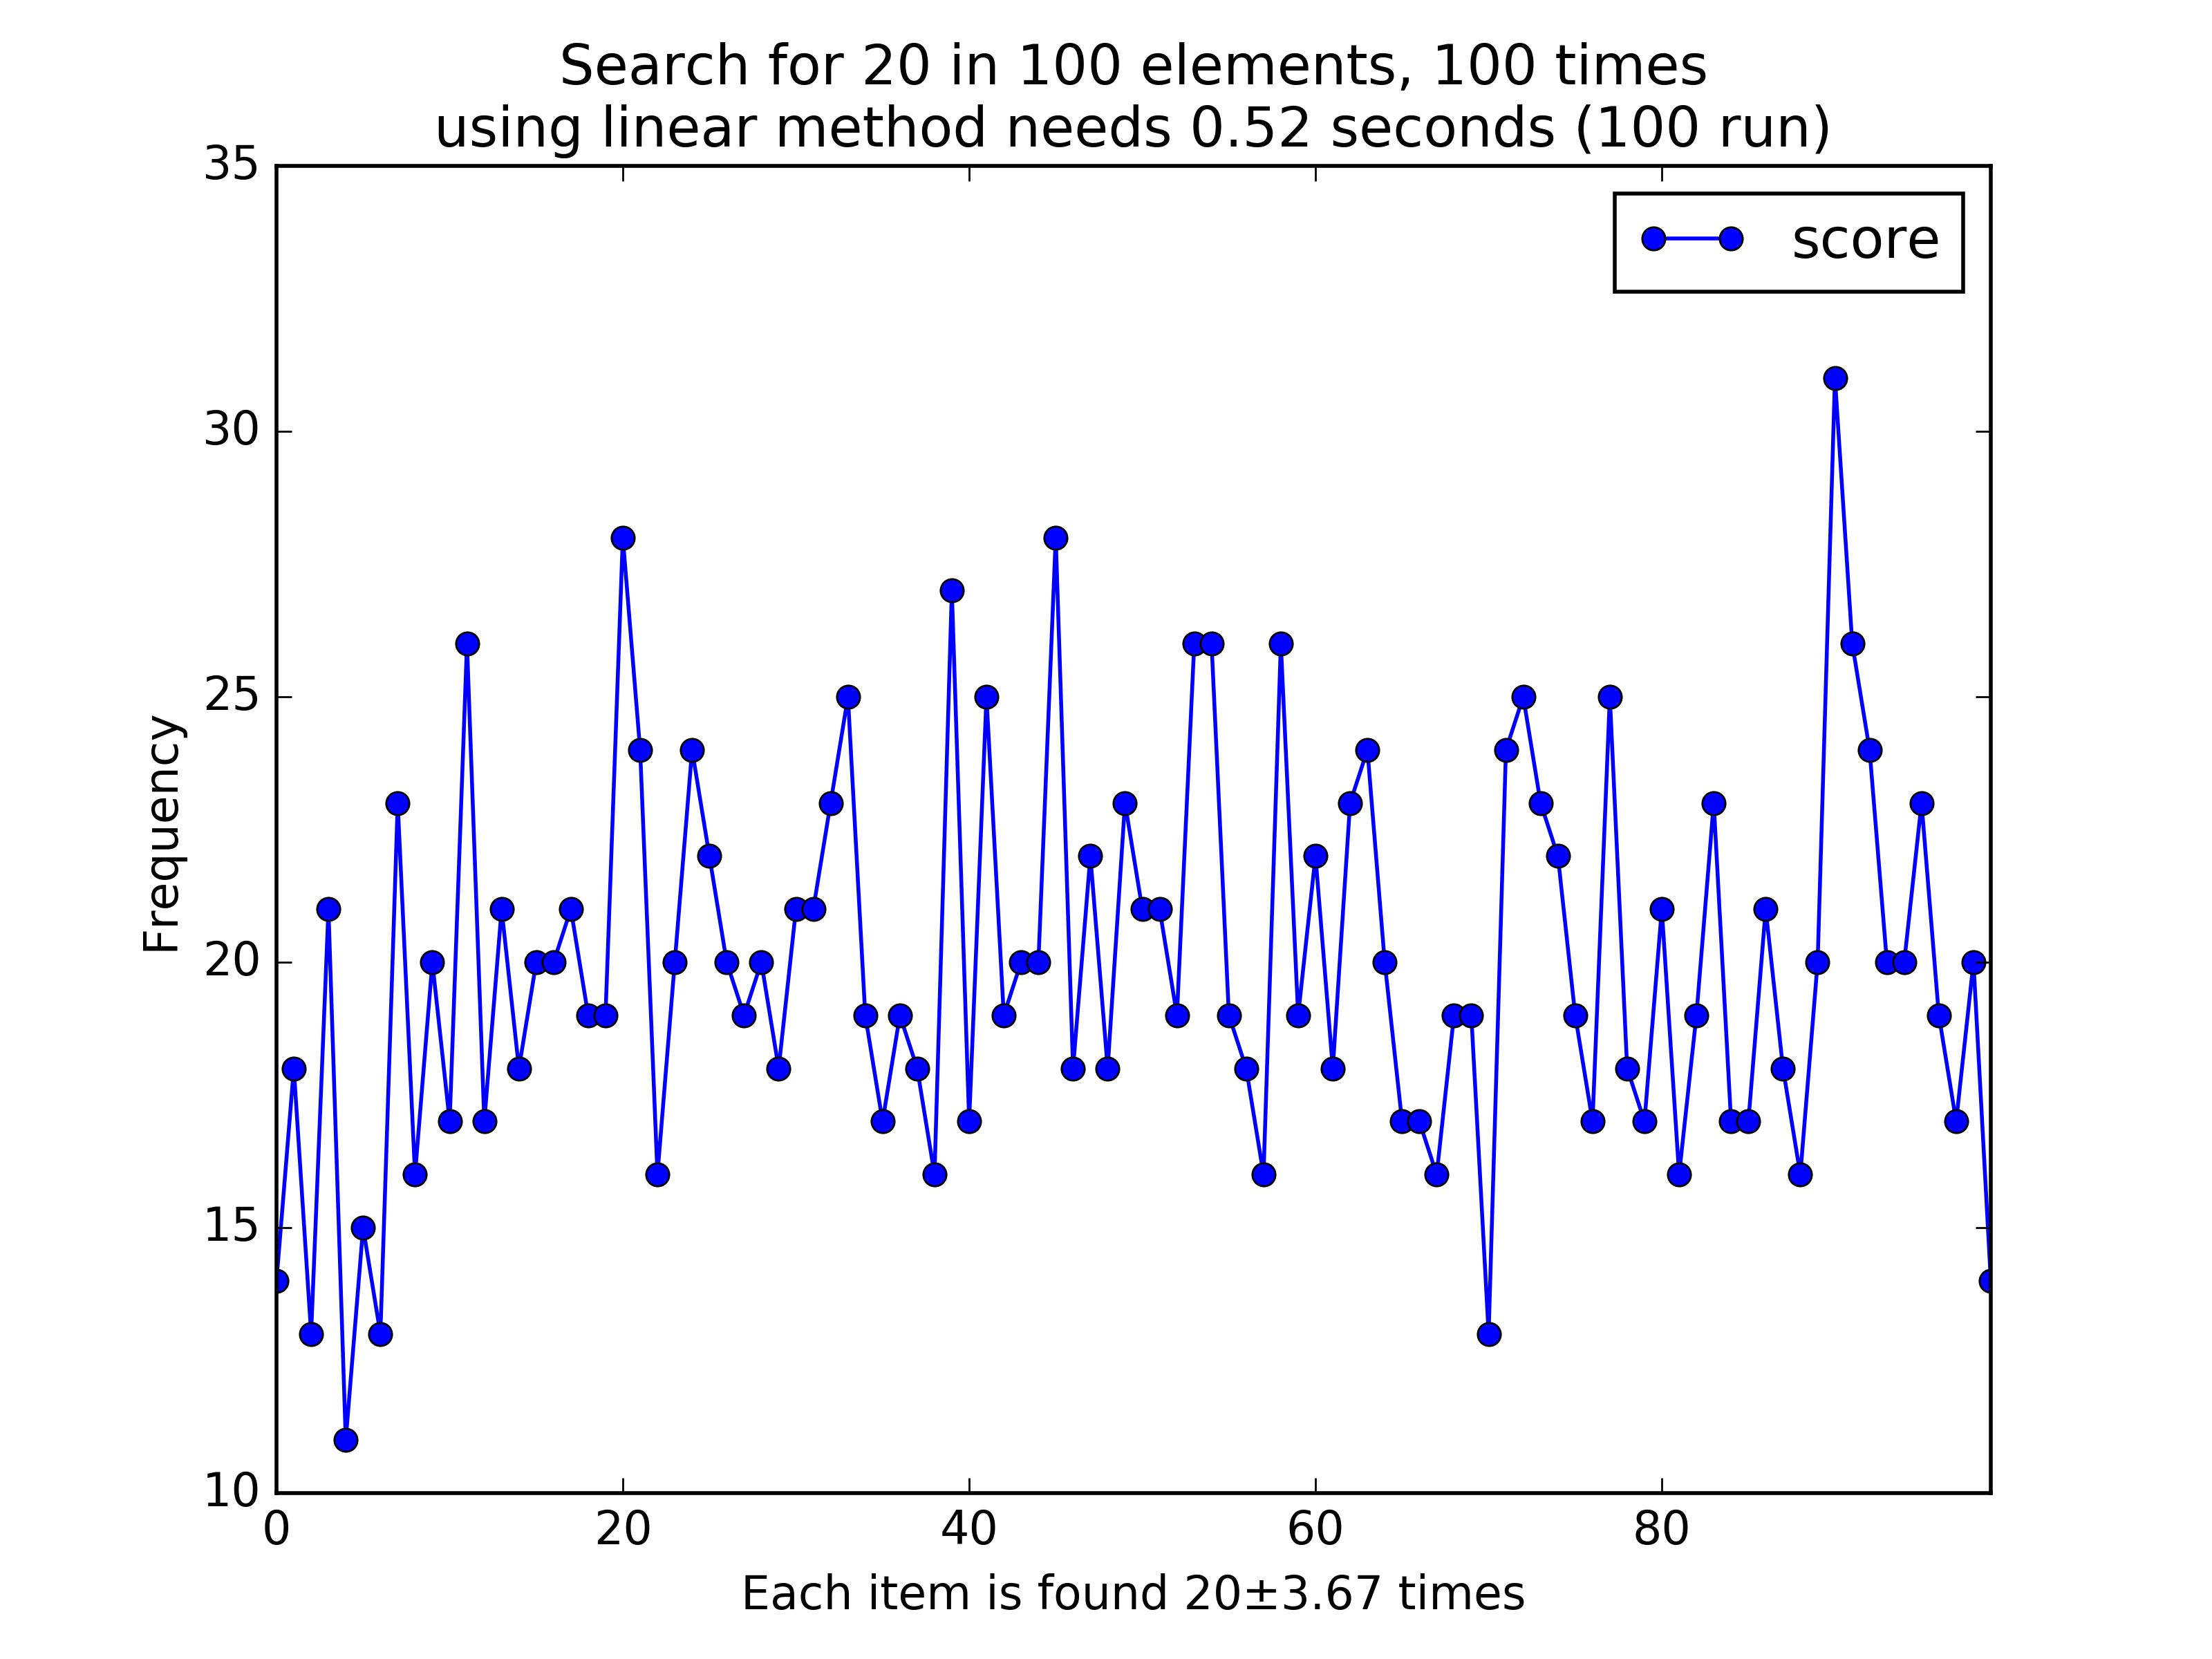 Search for 20 in 100 elements, 100 times
using linear method needs 0.52 seconds (100 run)
35
score
30
25
20
15
10
Frequency
0 20 40 60 80
Each item is found 20±3.67 times